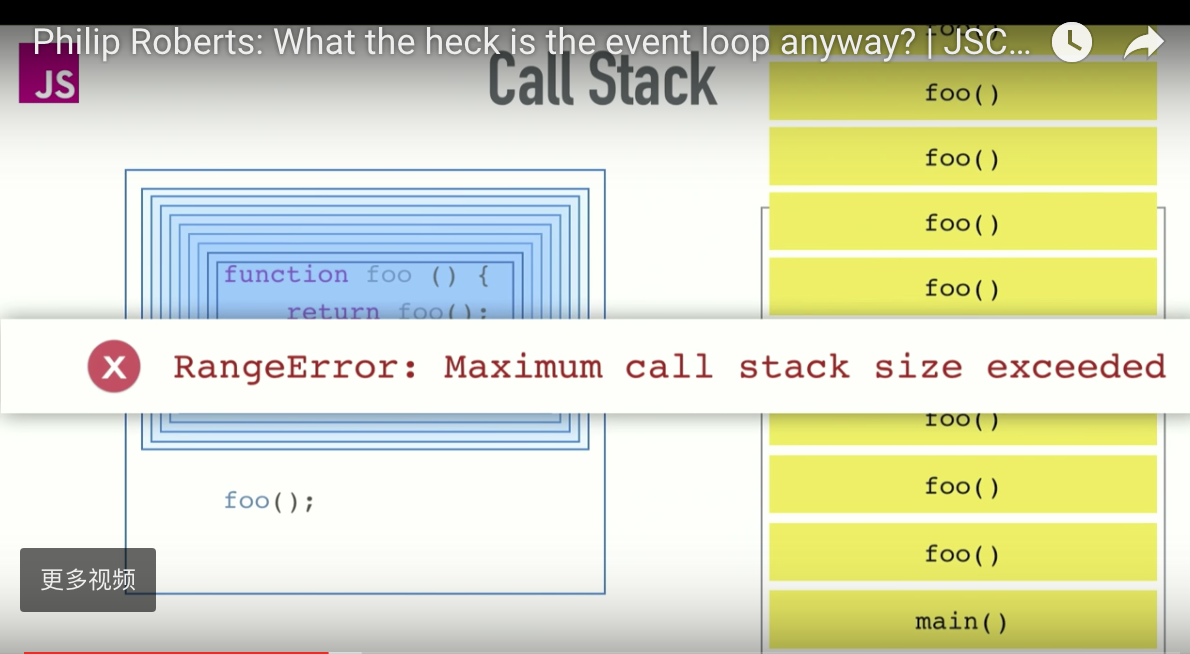 Philip Roberts: What the heck is the event loop anyway? | JSC...
JS
Call Stack
foo()
foo()
foo()
foo()
foo()
function foo () {
return foo();
RangeError: Maximum call stack size exceeded
foo()
foo()
foo()
main()
foo();
更多视频